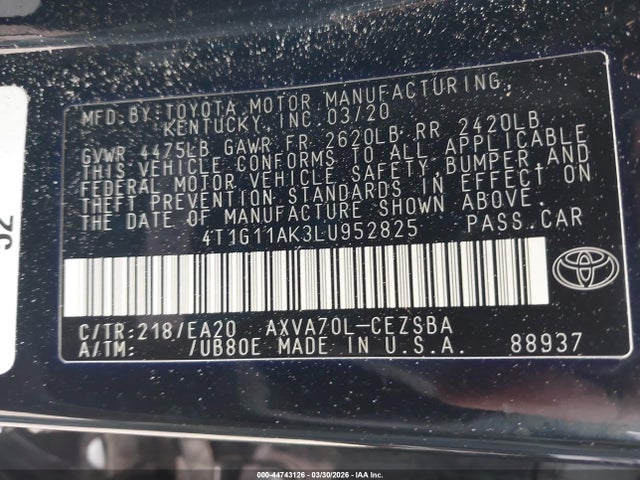 MFD.BY:TOYOTA MOTOR MANUFACTURING,
KENTUCKY, INC. 03/20
GVWR 4475LB GAWR FR 2620LB RR 2420LB
THIS VEHICLE CONFORMS TO ALL APPLICABLE
FEDERAL MOTOR VEHICLE SAFETY,BUMPER,AND
THEFT PREVENTION STANDARDS IN EFFECT ON
THE DATE OF MANUFACTURE SHOWN ABOVE.
4T1G11AK3LU952825 PASS.CAR
C/TR:218/EA20 AXVA70L-CEZSBA
A/TM: /UB80E MADE IN U.S.A. 88937
52
000-44743126 - 03/30/2026 - IAA Inc.